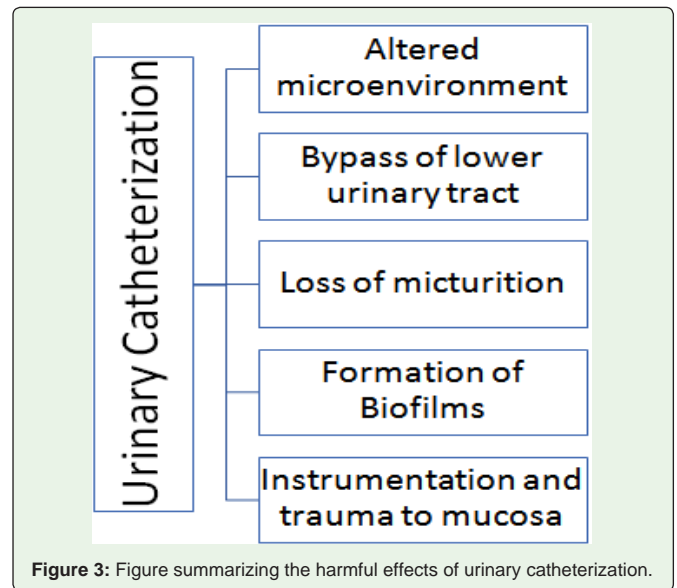 Urinary Catheterization
Altered
microenvironment
Bypass of lower
urinary tract
Loss of micturition
Formation of
Biofilms
Instrumentation and
trauma to mucosa
Figure 3: Figure summarizing the harmful effects of urinary catheterization.